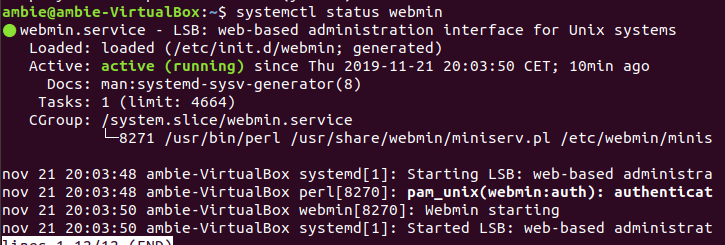 ambie@ambie-VirtualBox:~$ systemctl status webmin
● webmin.service - LSB: web-based administration interface for Unix systems
Loaded: loaded (/etc/init.d/webmin; generated)
Active: active (running) since Thu 2019-11-21 20:03:50 CET; 10min ago
Docs: man:systemd-sysv-generator(8)
Tasks: 1 (limit: 4664)
CGroup: /system.slice/webmin.service
└─8271 /usr/bin/perl /usr/share/webmin/miniserv.pl /etc/webmin/minis
nov 21 20:03:48 ambie-VirtualBox systemd[1]: Starting LSB: web-based administra
nov 21 20:03:48 ambie-VirtualBox perl[8270]: pam_unix(webmin:auth): authenticat
nov 21 20:03:50 ambie-VirtualBox webmin[8270]: Webmin starting
nov 21 20:03:50 ambie-VirtualBox systemd[1]: Started LSB: web-based administrat
lines 1-12/12 (END)